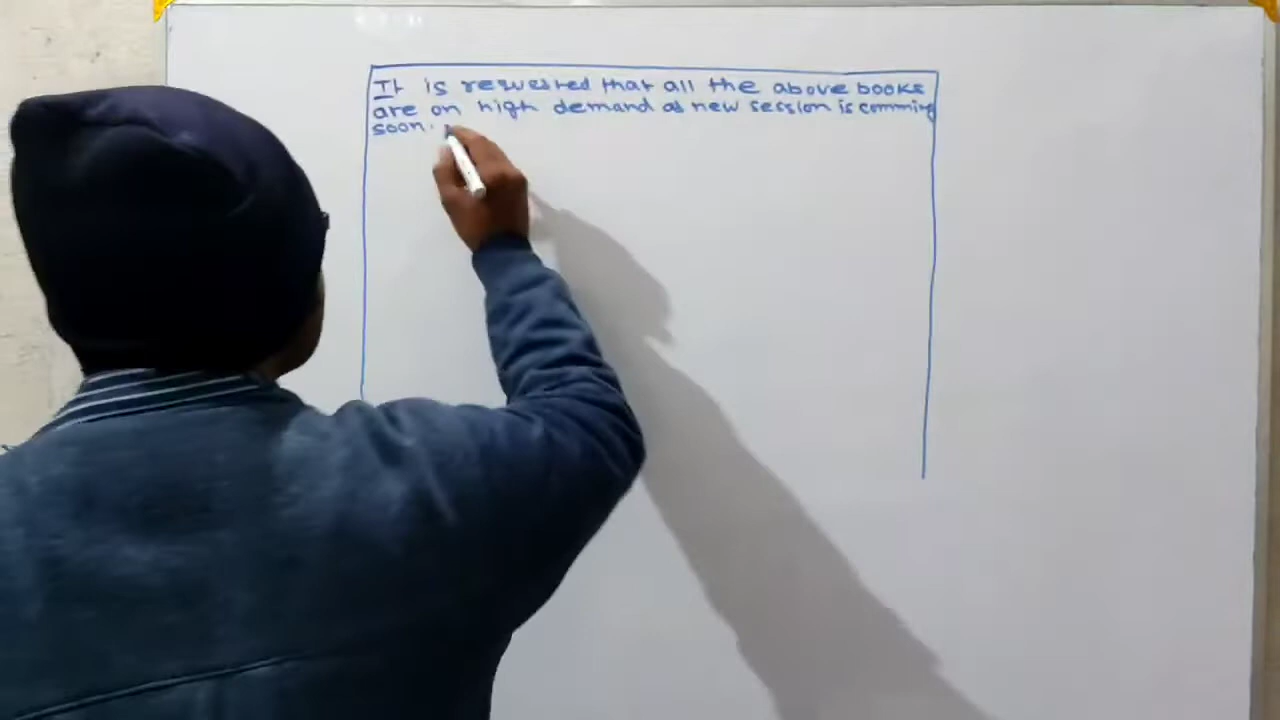 It is requested that all the above books
are on high demand as new session is comming
soon.